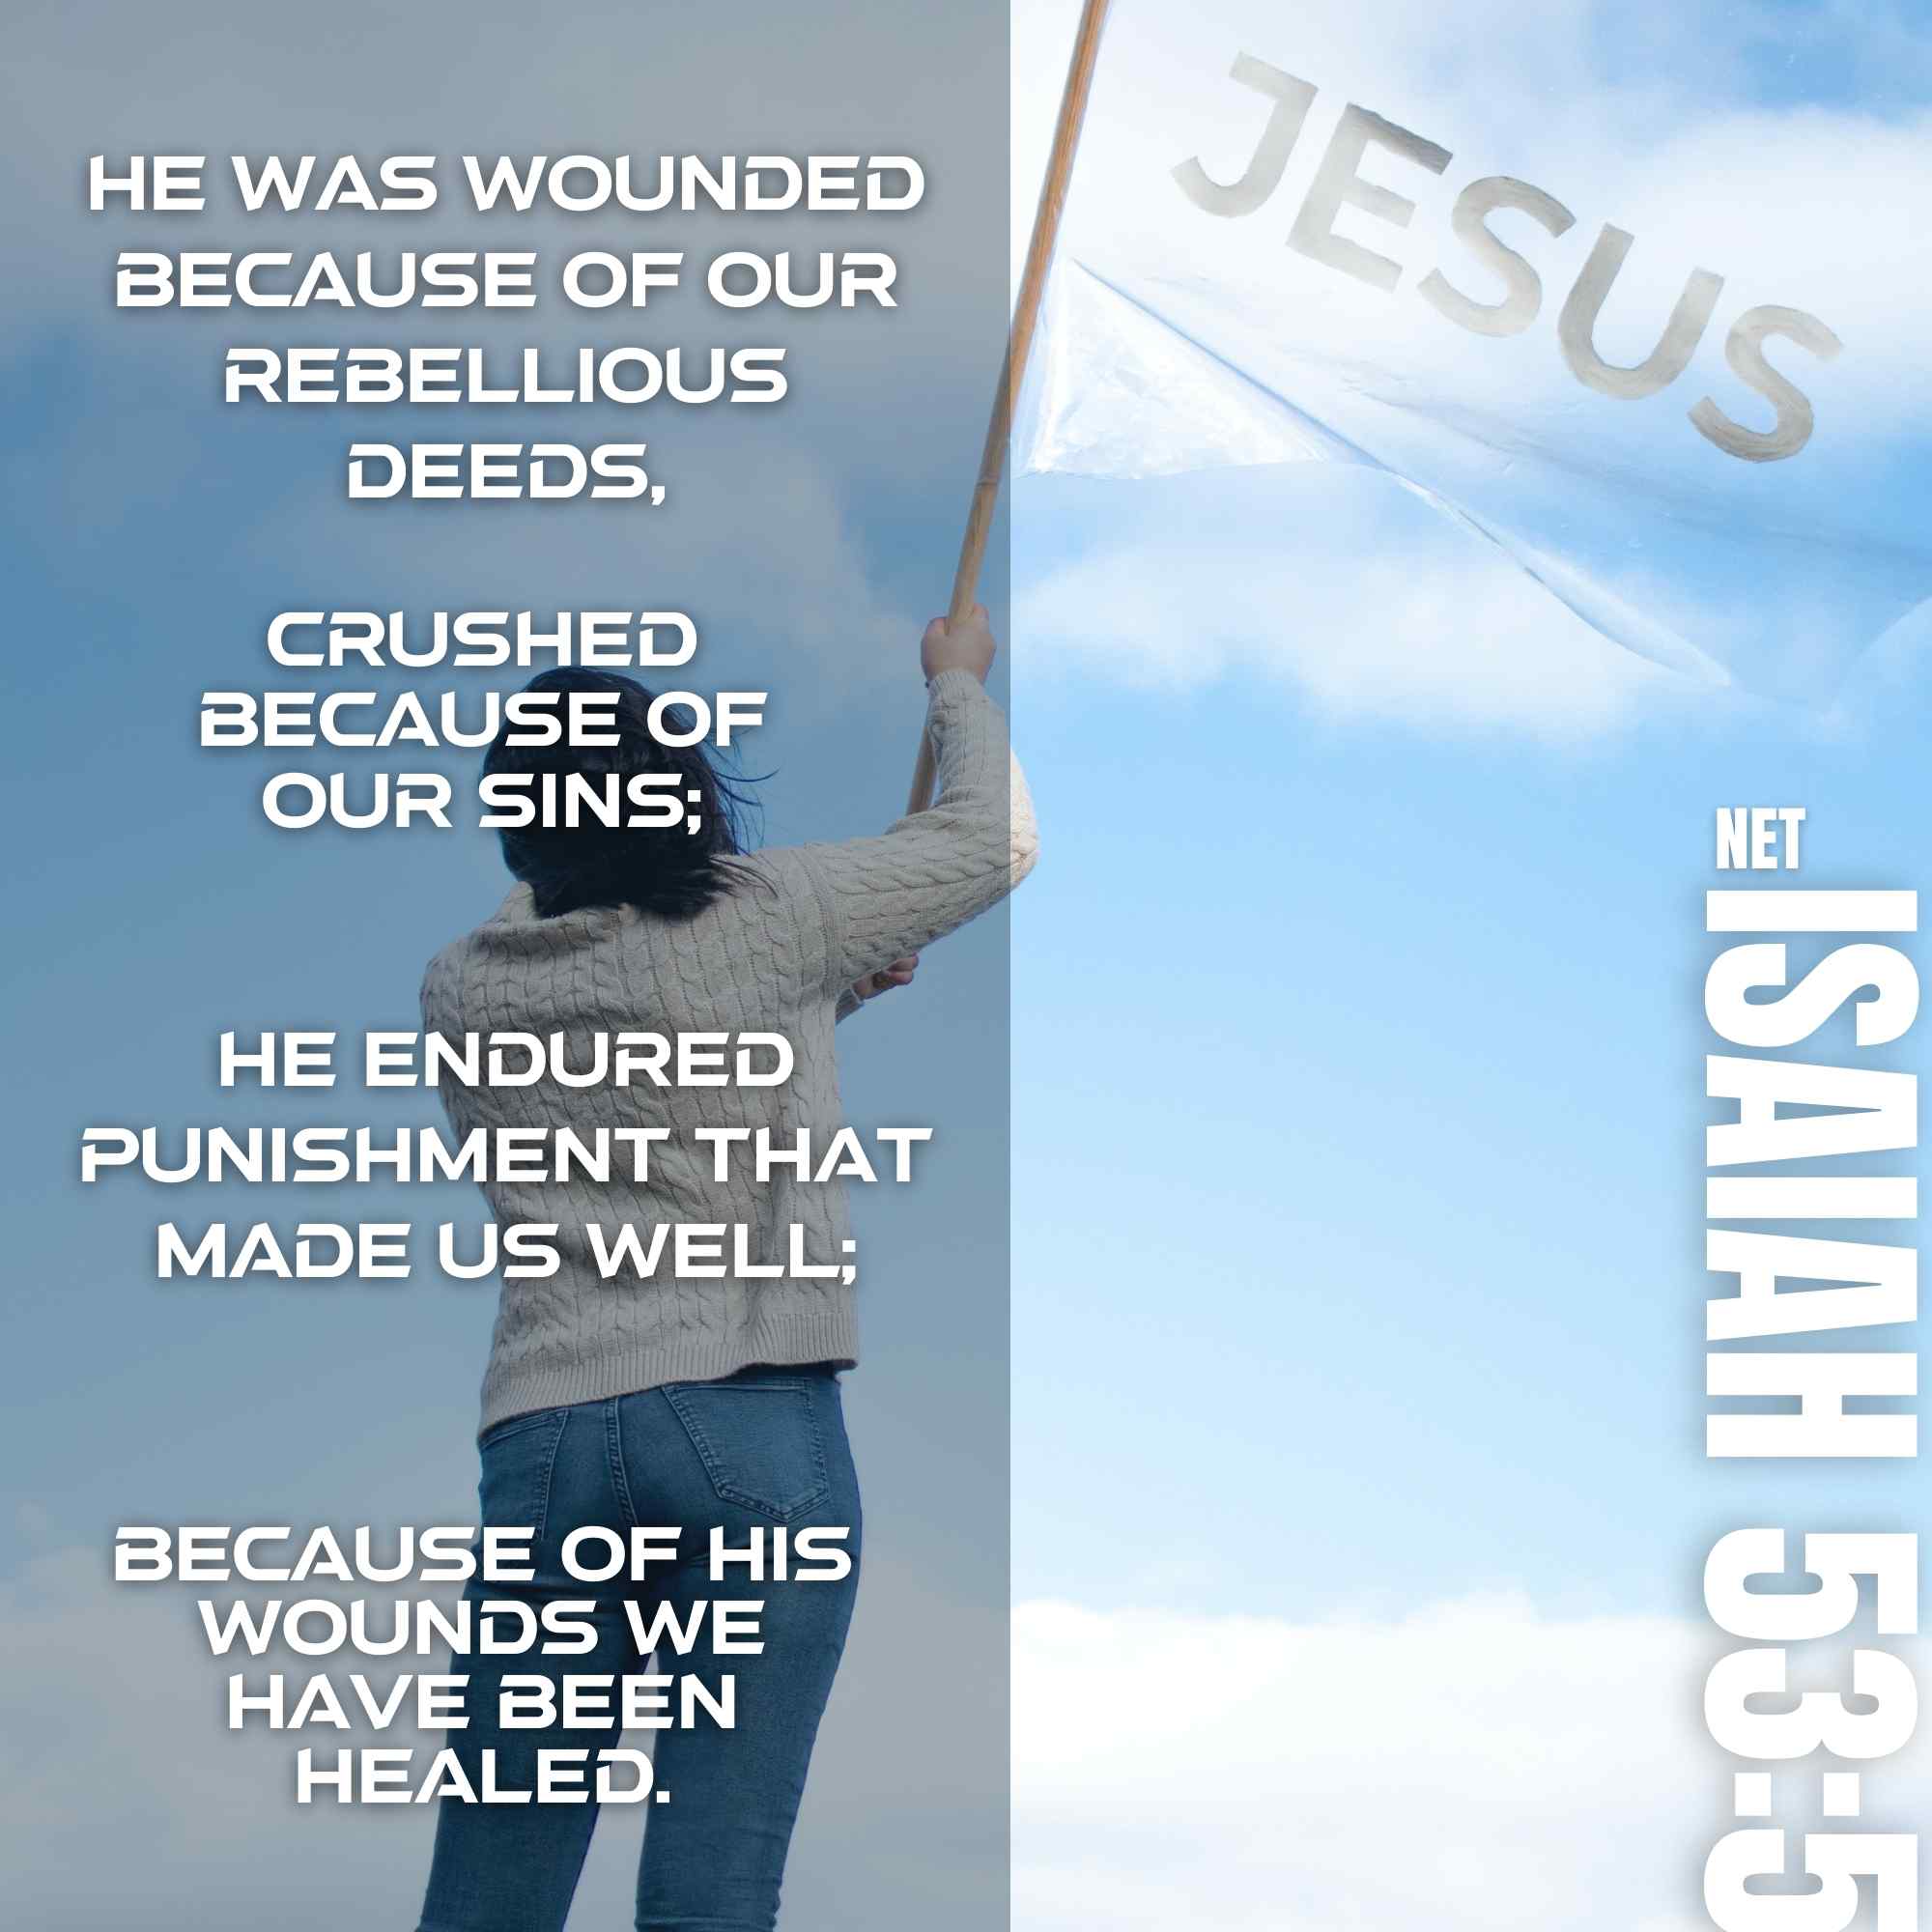 HE WAS WOUNDED
BECAUSE OF OUR
REBELLIOUS
DEEDS,
CRUSHED
BECAUSE OF
OUR SINS;
HE ENDURED
PUNISHMENT THAT
MADE US WELL;
BECAUSE OF HIS
WOUNDS WE
HAVE BEEN
HEALED.
JESUS
NET
ISAIAH 53:5